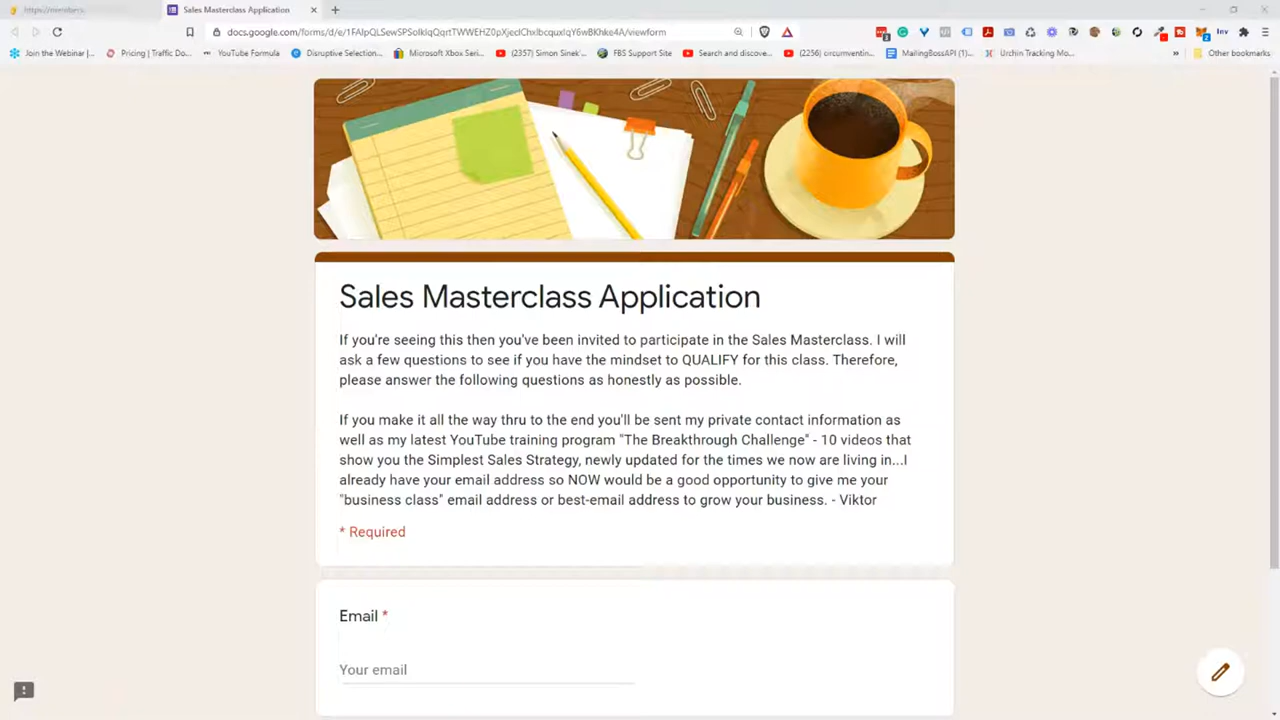 https://member
Sales Masterclass Application
docs.google.com/forms/d/e/1FAIpQLSewSPSoIkIqQqrtTWWEHZ0pXjeclChxIbcquxIqY6wBKhke4A/viewform
Join the Webinar |...
Pricing | Traffic Do...
YouTube Formula
Disruptive Selection...
Microsoft Xbox Seri...
(2357) Simon Sinek'...
FBS Support Site
Search and discove...
(2256) circumventin...
MailingBossAPI(1)...
Urchin Tracking Mo...
»
Other bookmarks
Sales Masterclass Application
If you're seeing this then you've been invited to participate in the Sales Masterclass. I will
ask a few questions to see if you have the mindset to QUALIFY for this class. Therefore,
please answer the following questions as honestly as possible.
If you make it all the way thru to the end you'll be sent my private contact information as
well as my latest YouTube training program "The Breakthrough Challenge" - 10 videos that
show you the Simplest Sales Strategy, newly updated for the times we now are living in...I
already have your email address so NOW would be a good opportunity to give me your
"business class" email address or best-email address to grow your business. - Viktor
* Required
Email *
Your email